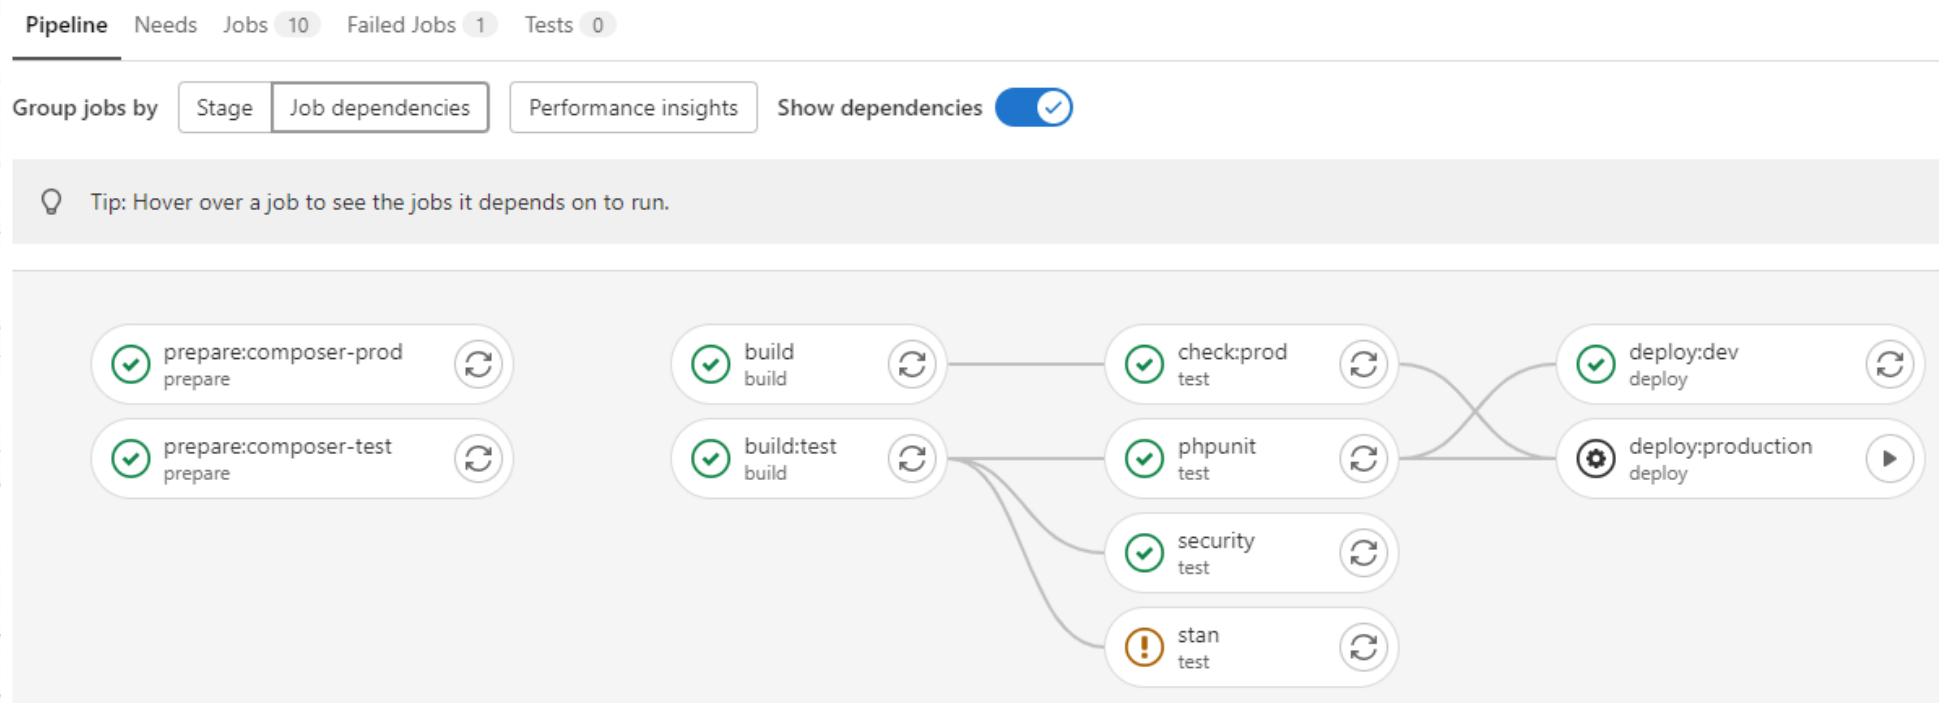 Pipeline Needs Jobs 10 Failed Jobs 1 Tests 0
Group jobs by Stage Job dependencies Performance insights Show dependencies
Tip: Hover over a job to see the jobs it depends on to run.
prepare:composer-prod
prepare
prepare:composer-test
prepare
build
build
build:test
build
check:prod
test
phpunit
test
security
test
stan
test
deploy:dev
deploy
deploy:production
deploy